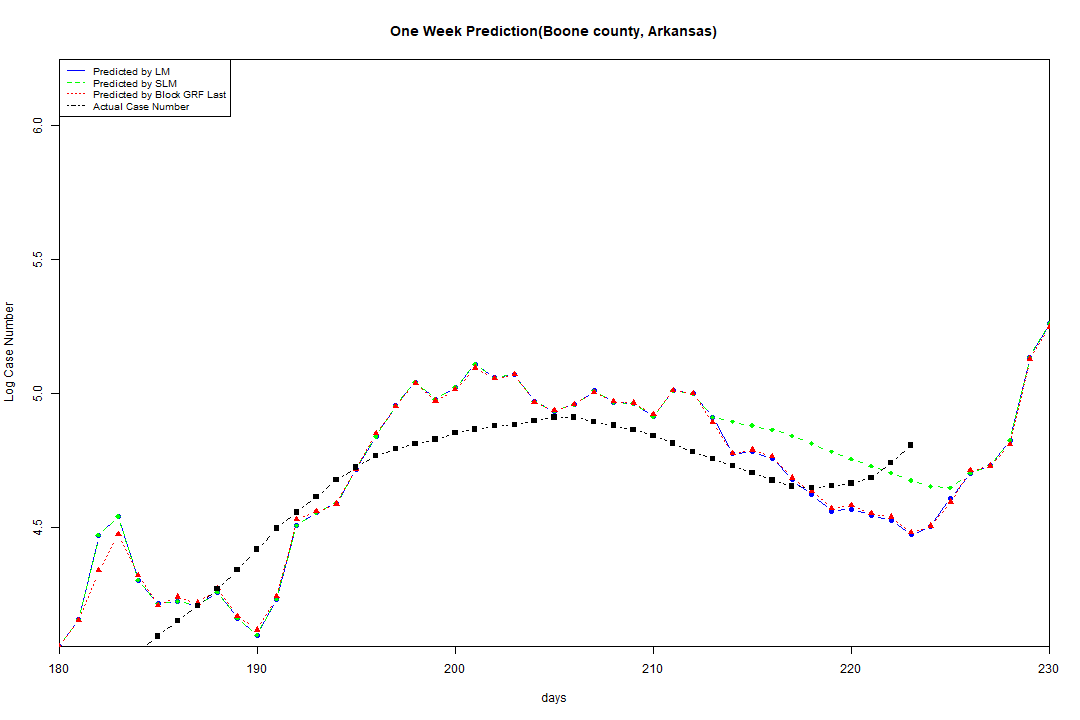 One Week Prediction(Boone county, Arkansas)
Predicted by LM
Predicted by SLM
Predicted by Block GRF Last
Actual Case Number
6.0
5.5
5.0
4.5
Log Case Number
180 190 200 210 220 230
days